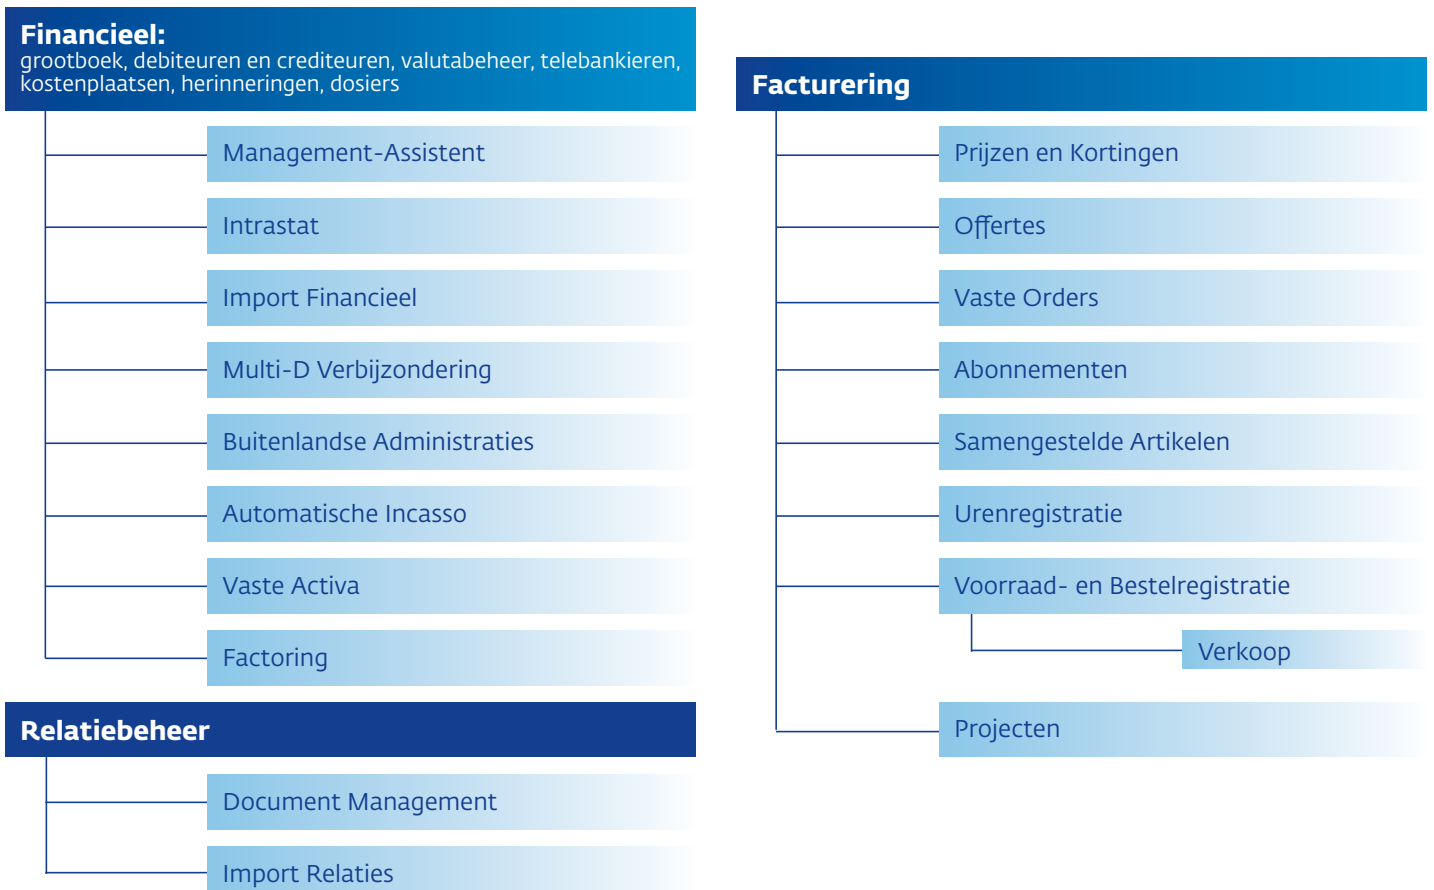 Financieel:
grootboek, debiteuren en crediteuren, valutabeheer, telebankieren,
kostenplaatsen, herinneringen, dosiers
Management-Assistent
Intrastat
Import Financieel
Multi-D Verbijzondering
Buitenlandse Administraties
Automatische Incasso
Vaste Activa
Factoring
Relatiebeheer
Document Management
Import Relaties
Facturering
Prijzen en Kortingen
Offertes
Vaste Orders
Abonnementen
Samengestelde Artikelen
Urenregistratie
Voorraad- en Bestelregistratie
Verkoop
Projecten